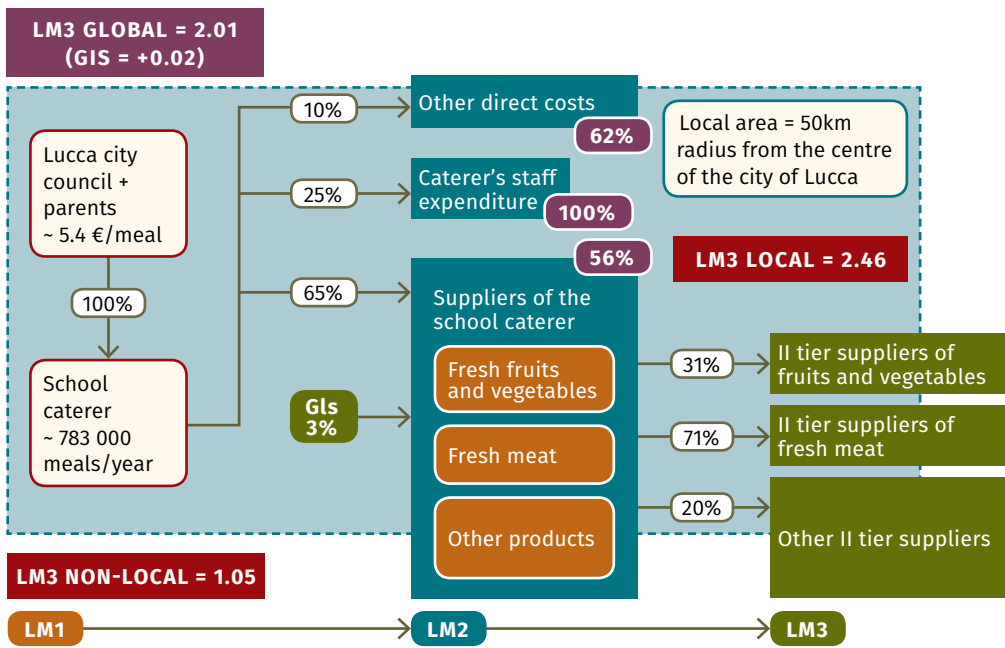 LM3 GLOBAL = 2.01
(GIS = +0.02)
Lucca city
council +
parents
~ 5.4 €/meal
100%
School
caterer
~ 783 000
meals/year
10%
25%
65%
GIs
3%
Other direct costs
62%
Caterer's staff
expenditure
100%
56%
Suppliers of the
school caterer
Fresh fruits
and vegetables
Fresh meat
Other products
Local area = 50km
radius from the centre
of the city of Lucca
LM3 LOCAL = 2.46
31%
71%
20%
II tier suppliers of
fruits and vegetables
II tier suppliers of
fresh meat
Other II tier suppliers
LM3 NON-LOCAL = 1.05
LM1
LM2
LM3